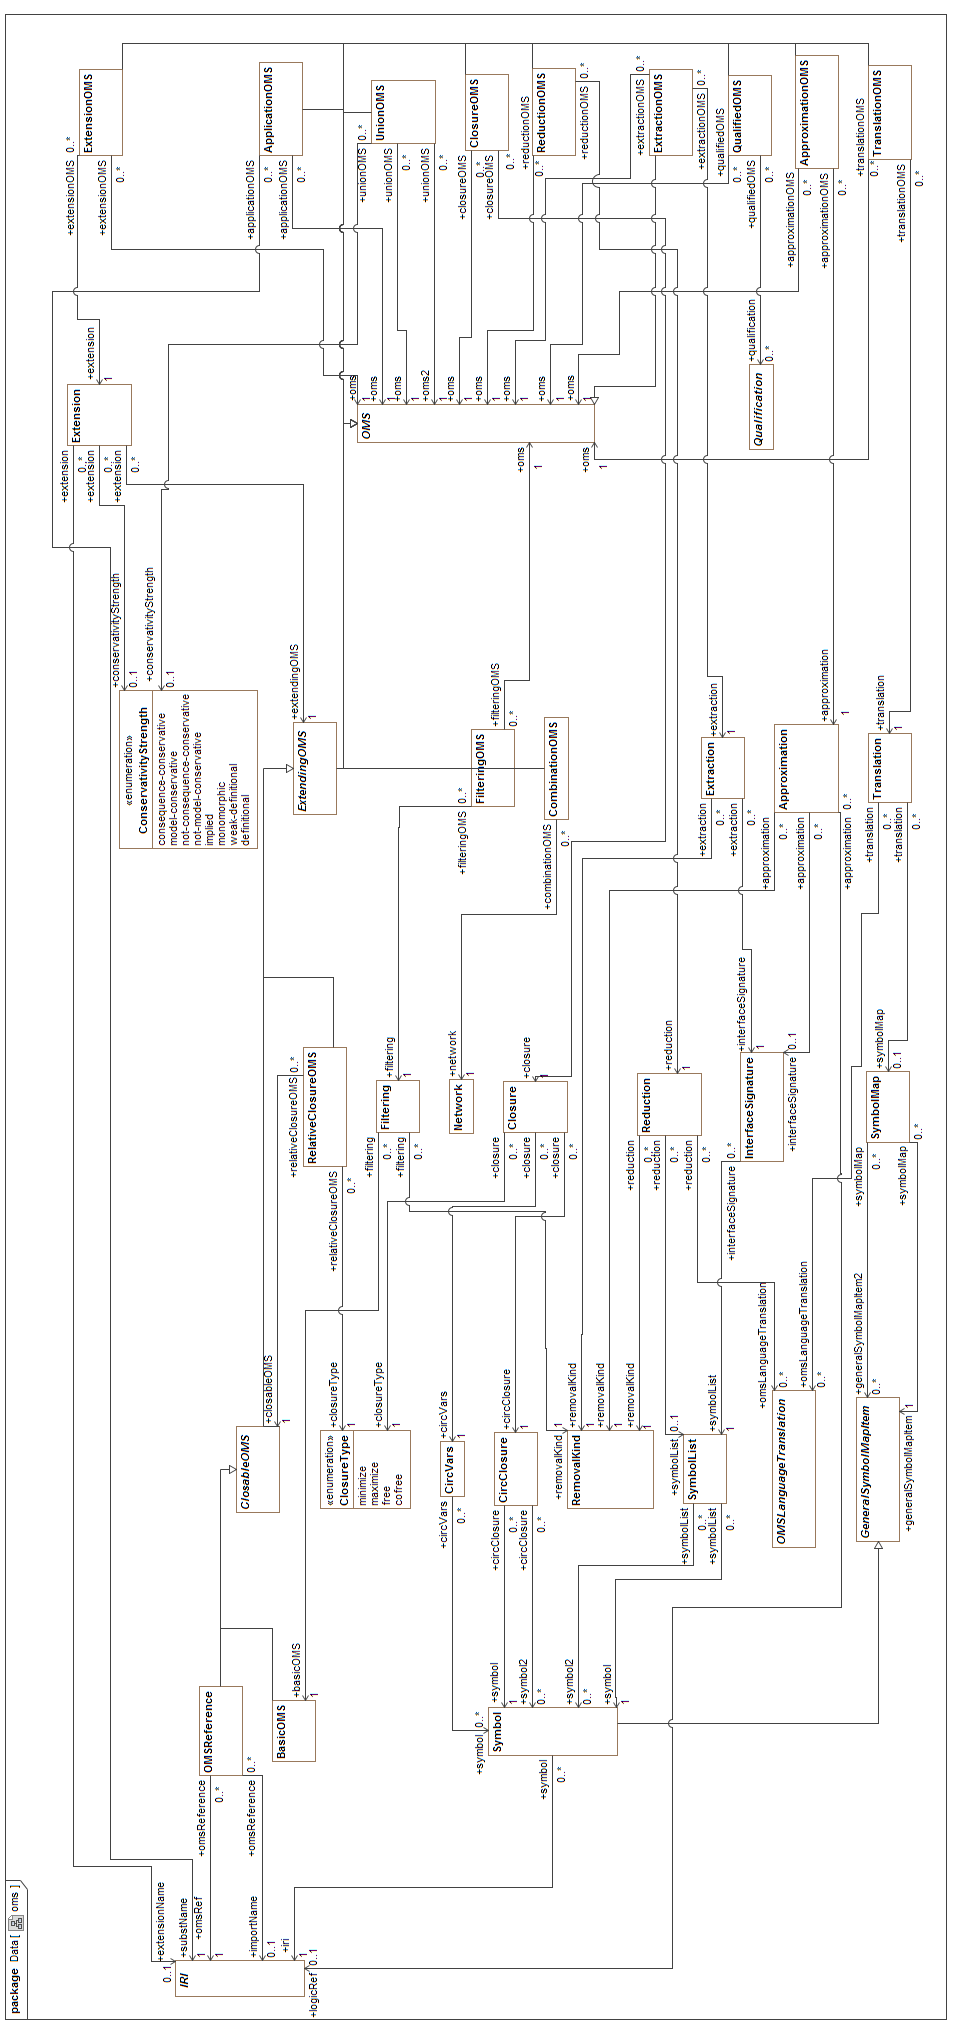 package Data [ oms ]
+extensionName
0..1
+substName
1
+omsRef
1
+importName
0..1
+iri
1
+logicRef
0..1
IRI
OMSReference
+omsReference
0..*
+omsReference
0..*
BasicOMS
+basicOMS
1
Symbol
+symbol
0..*
+symbol
0..*
+symbol
1
+symbol2
0..*
+symbol2
0..*
+symbol
1
ClosableOMS
+closableOMS
1
«enumeration»
ClosureType
minimize
maximize
free
cofree
+closureType
1
+closureType
1
CircVars
+circVars
1
+circVars
0..*
CircClosure
+circClosure
1
+circClosure
0..*
+circClosure
0..*
RemovalKind
+removalKind
1
+removalKind
1
+removalKind
1
+removalKind
1
SymbolList
+symbolList
0..1
+symbolList
1
+symbolList
0..*
+symbolList
0..*
OMSLanguageTranslation
+omsLanguageTranslation
0..*
+omsLanguageTranslation
0..*
GeneralSymbolMapItem
+generalSymbolMapItem2
0..*
+generalSymbolMapItem
1
RelativeClosureOMS
+relativeClosureOMS
0..*
+relativeClosureOMS
0..*
Filtering
+filtering
1
+filtering
0..*
+filtering
0..*
Network
+network
1
Closure
+closure
1
+closure
0..*
+closure
0..*
+closure
0..*
Reduction
+reduction
1
+reduction
0..*
+reduction
0..*
+reduction
0..*
InterfaceSignature
+interfaceSignature
1
+interfaceSignature
0..1
+interfaceSignature
0..*
SymbolMap
+symbolMap
0..1
+symbolMap
0..*
+symbolMap
0..*
«enumeration»
ConservativityStrength
consequence-conservative
model-conservative
not-consequence-conservative
not-model-conservative
implied
monomorphic
weak-definitional
definitional
+conservativityStrength
0..1
+conservativityStrength
0..1
ExtendingOMS
+extendingOMS
1
FilteringOMS
+filteringOMS
0..*
+filteringOMS
0..*
CombinationOMS
+combinationOMS
0..*
Extraction
+extraction
1
+extraction
0..*
+extraction
0..*
Approximation
+approximation
1
+approximation
0..*
+approximation
0..*
+approximation
0..*
Translation
+translation
1
+translation
0..*
+translation
0..*
Extension
+extension
1
+extension
0..*
+extension
0..*
+extension
0..*
OMS
+oms
1
+oms
1
+oms
1
+oms2
1
+oms
1
+oms
1
+oms
1
+oms
1
+oms
1
+oms
1
+oms
1
Qualification
+qualification
0..*
ExtensionOMS
+extensionOMS
0..*
+extensionOMS
0..*
ApplicationOMS
+applicationOMS
0..*
+applicationOMS
0..*
UnionOMS
+unionOMS
0..*
+unionOMS
0..*
+unionOMS
0..*
ClosureOMS
+closureOMS
0..*
+closureOMS
0..*
ReductionOMS
+reductionOMS
0..*
+reductionOMS
0..*
ExtractionOMS
+extractionOMS
0..*
+extractionOMS
0..*
QualifiedOMS
+qualifiedOMS
0..*
+qualifiedOMS
0..*
ApproximationOMS
+approximationOMS
0..*
+approximationOMS
0..*
TranslationOMS
+translationOMS
0..*
+translationOMS
0..*